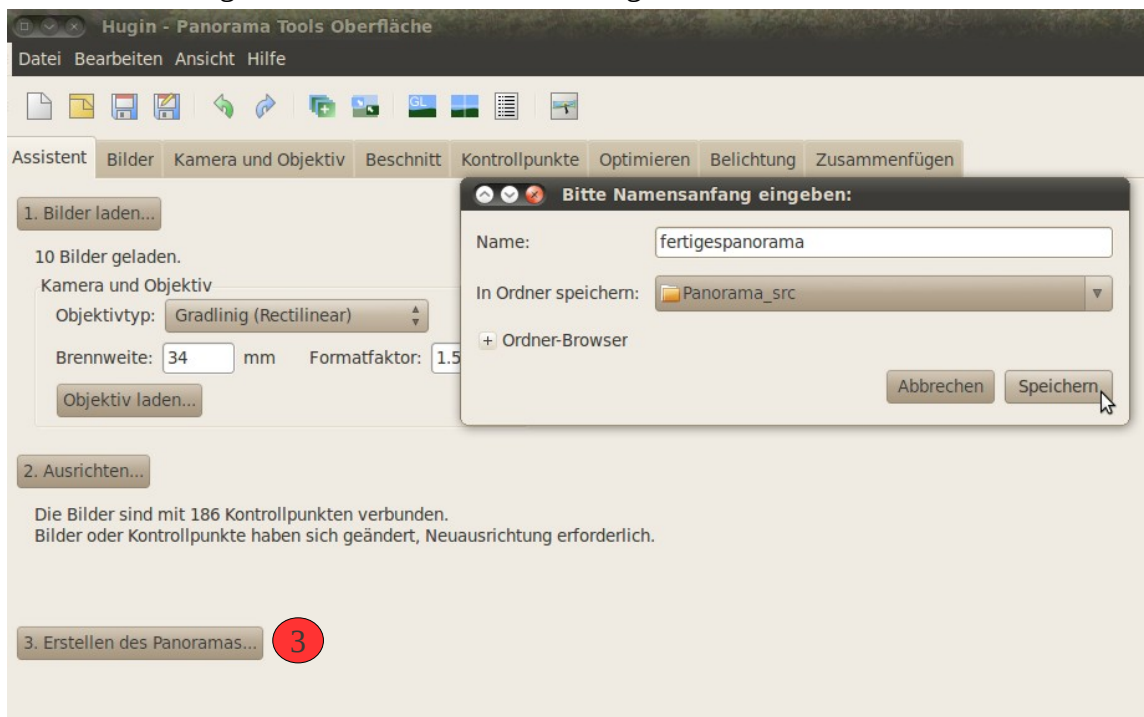 Hugin - Panorama Tools Oberfläche
Datei Bearbeiten Ansicht Hilfe
GL
Assistent Bilder Kamera und Objektiv Beschnitt Kontrollpunkte Optimieren Belichtung Zusammenfügen
Bitte Namensanfang eingeben:
Name: fertigespanorama
In Ordner speichern: Panorama_src
+ Ordner-Browser
Abbrechen Speichern
1. Bilder laden...
10 Bilder geladen.
Kamera und Objektiv
Objektivtyp: Gradlinig (Rectilinear)
Brennweite: 34 mm Formatfaktor: 1.5
Objektiv laden...
2. Ausrichten...
Die Bilder sind mit 186 Kontrollpunkten verbunden.
Bilder oder Kontrollpunkte haben sich geändert, Neuausrichtung erforderlich.
3. Erstellen des Panoramas... 3